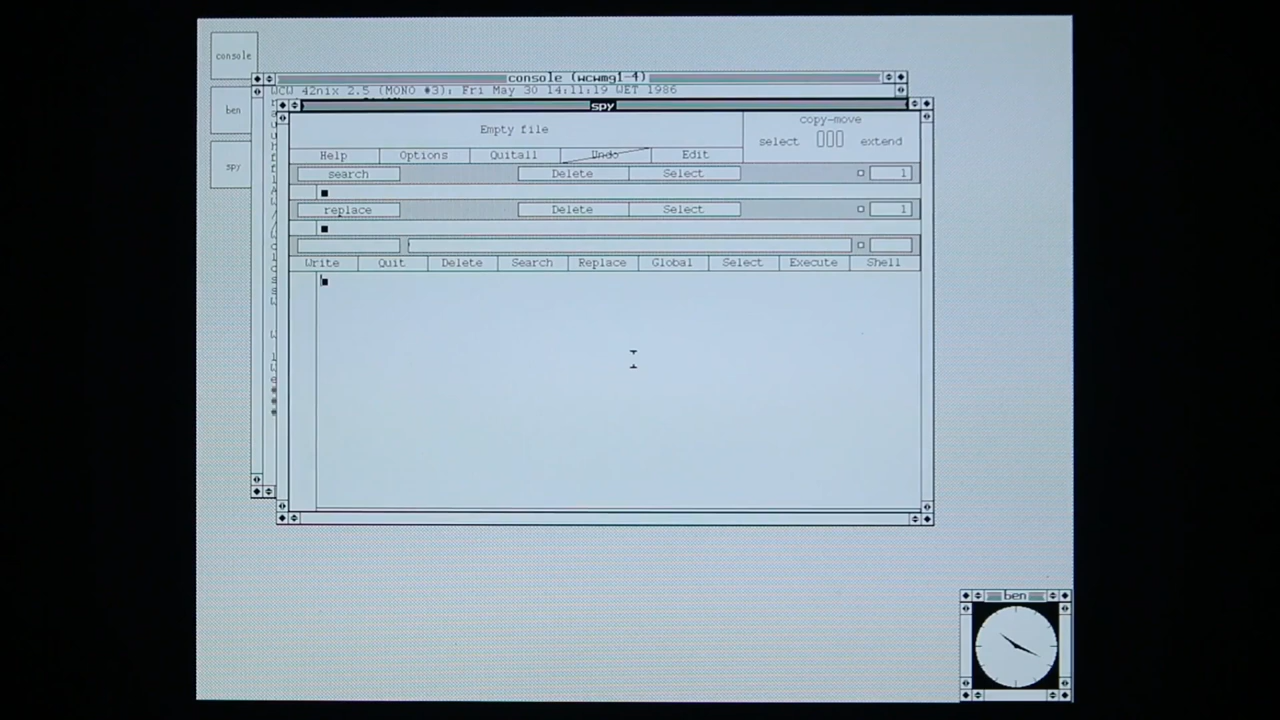 console
ben
spy
console (wcwmg1-4)
WCW 42nix 2.5 (MONO #3): Fri May 30 14:11:19 WET 1986
spy
Empty file
copy-move
select extend
Help Options Quitall Undo Edit
search Delete Select 1
replace Delete Select 1
Write Quit Delete Search Replace Global Select Execute Shell
ben